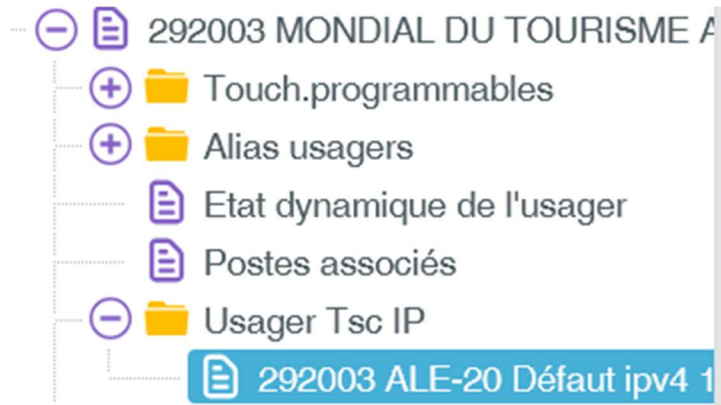 292003 MONDIAL DU TOURISME A
Touch.programmables
Alias usagers
Etat dynamique de l'usager
Postes associés
Usager Tsc IP
292003 ALE-20 Défaut ipv4 1